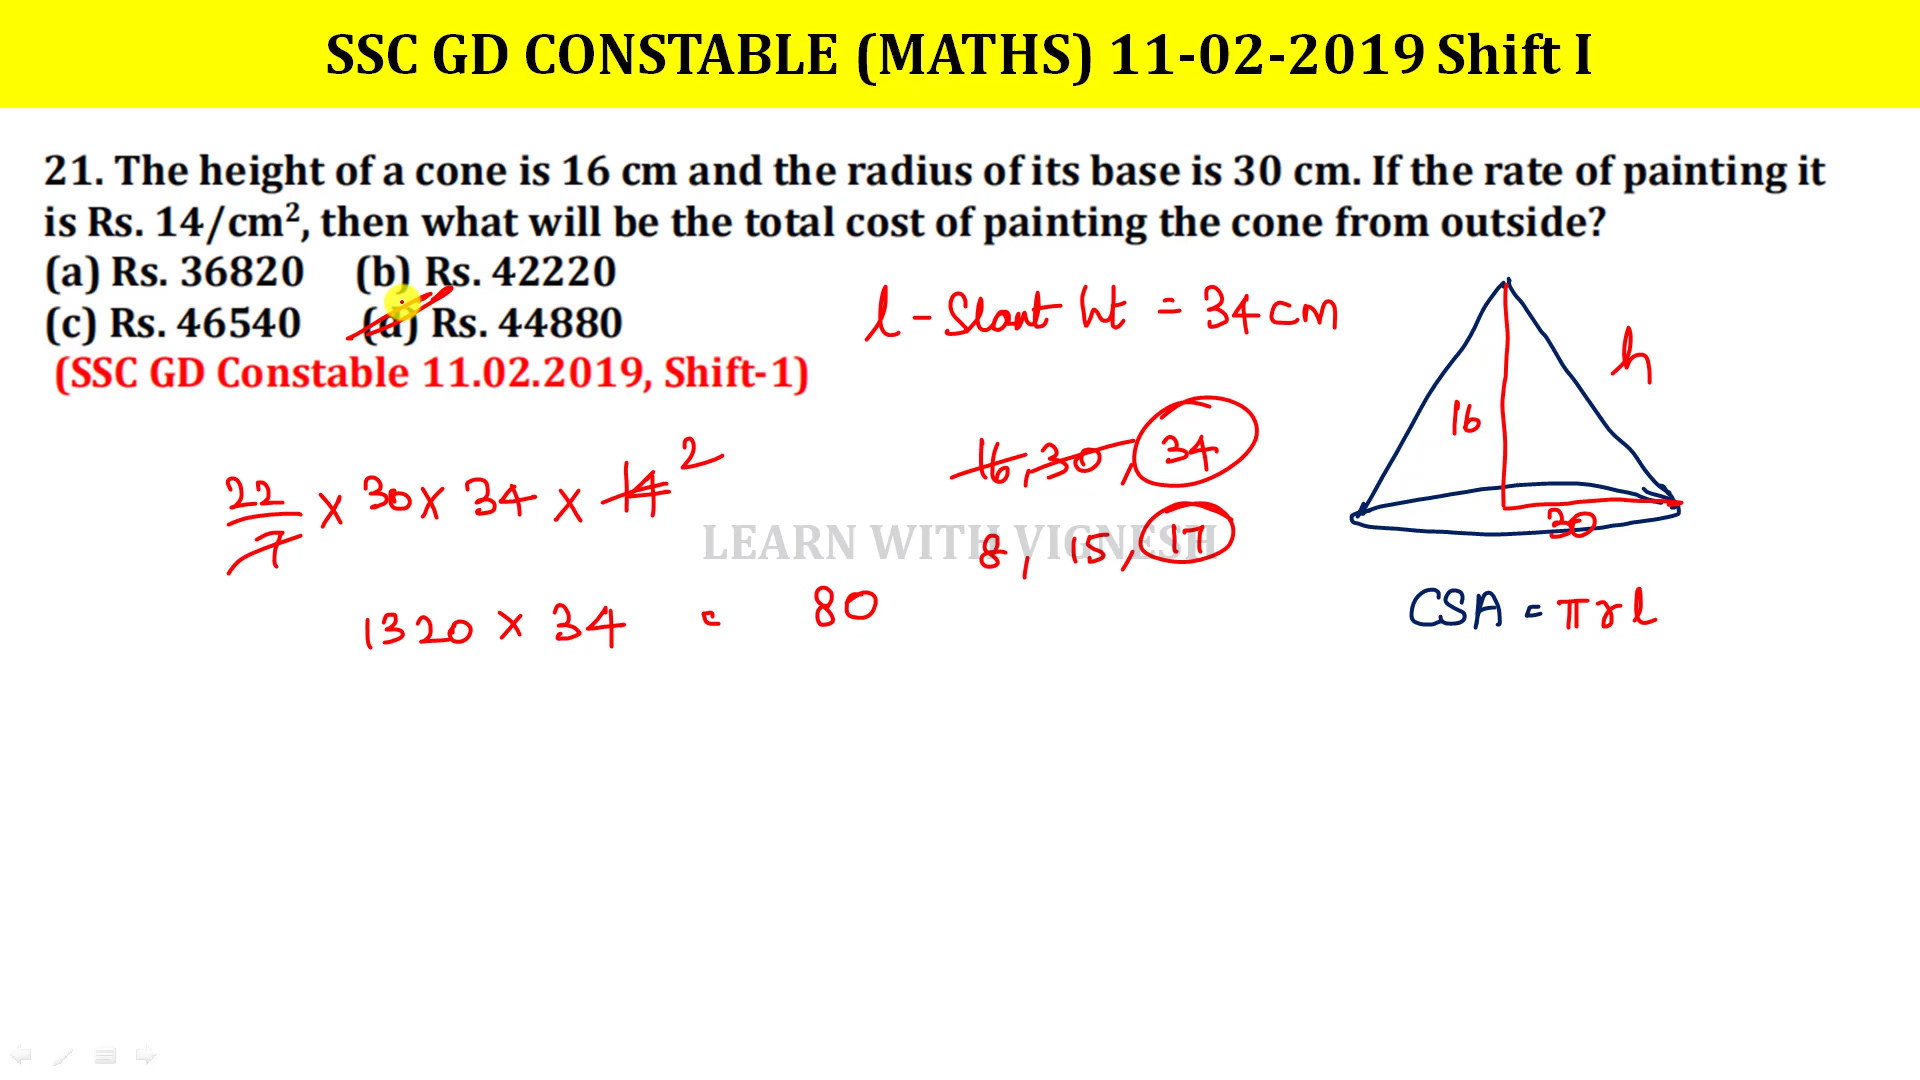 SSC GD CONSTABLE (MATHS) 11-02-2019 Shift I
21. The height of a cone is 16 cm and the radius of its base is 30 cm. If the rate of painting it
is Rs. 14/cm², then what will be the total cost of painting the cone from outside?
(a) Rs. 36820 (b) Rs. 42220
(c) Rs. 46540 (d) Rs. 44880
(SSC GD Constable 11.02.2019, Shift-1)
l - Slant ht = 34 cm
h
16
30
16, 30, 34
8, 15, 17
22/7 × 30 × 34 × 14 2
LEARN WITH VIGNESH
1320 × 34 = 80
CSA = πrl